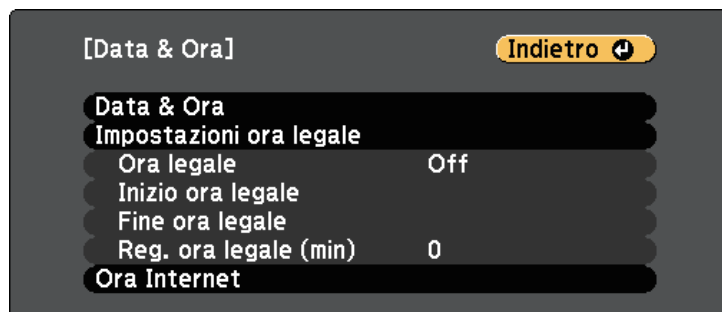 [Data & Ora]
Indietro
Data & Ora
Impostazioni ora legale
Ora legale Off
Inizio ora legale
Fine ora legale
Reg. ora legale (min) 0
Ora Internet